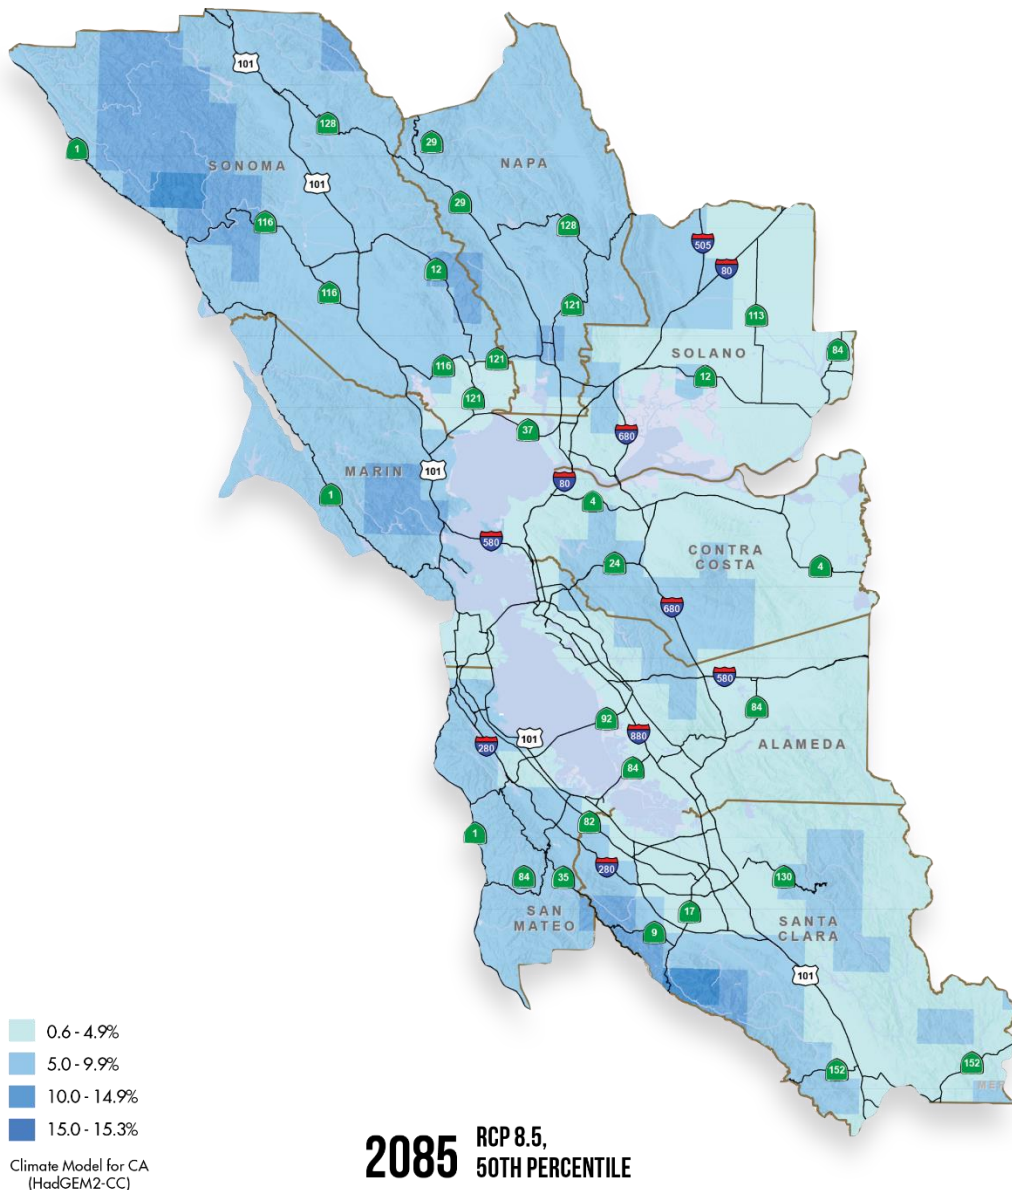 101
128
29
1
SONOMA
NAPA
101
29
116
128
505
80
12
116
121
113
SOLANO
84
116
121
12
121
37
680
MARIN
101
80
1
4
580
CONTRA
COSTA
24
4
680
580
84
92
880
101
280
ALAMEDA
84
1
82
280
84
35
130
17
SAN
MATEO
9
SANTA
CLARA
101
152
152
MER
0.6 - 4.9%
5.0 - 9.9%
10.0 - 14.9%
15.0 - 15.3%
Climate Model for CA
(HadGEM2-CC)
2085
RCP 8.5,
50TH PERCENTILE